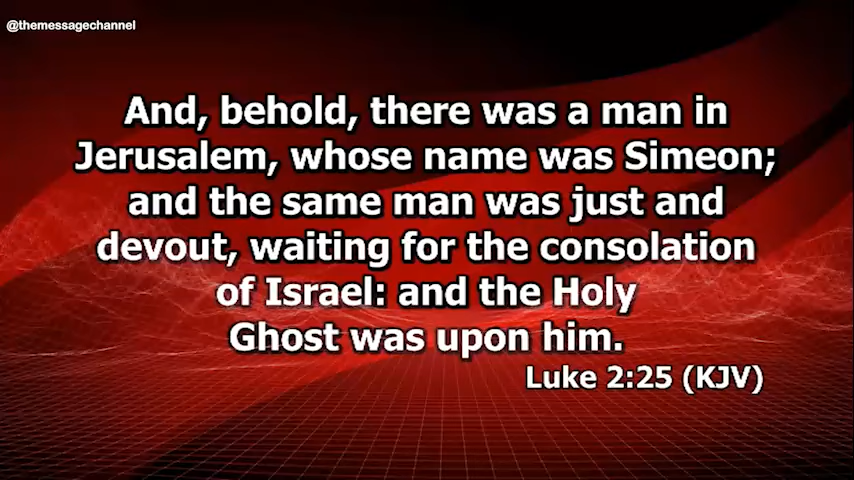 @themessagechannel
And, behold, there was a man in
Jerusalem, whose name was Simeon;
and the same man was just and
devout, waiting for the consolation
of Israel: and the Holy
Ghost was upon him.
Luke 2:25 (KJV)